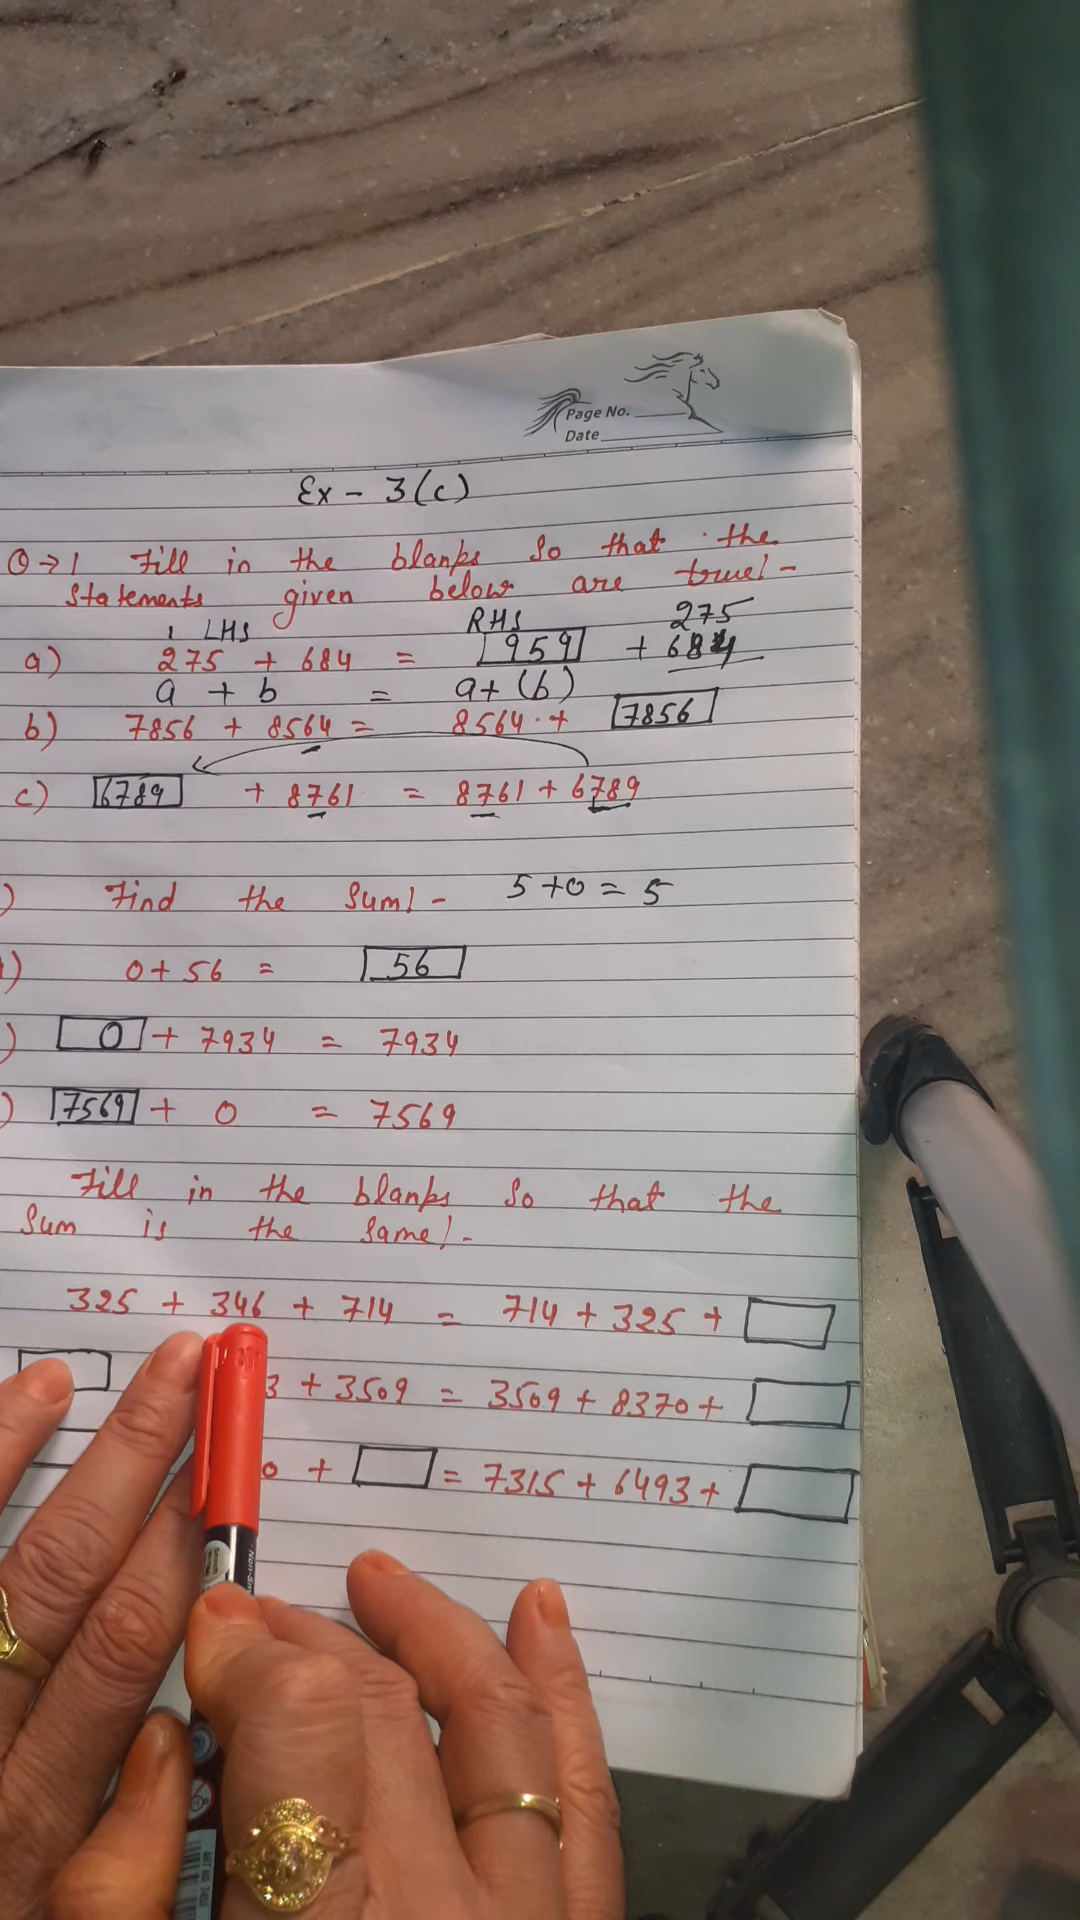 Page No.
Date
Ex - 3(c)
Q→1 Fill in the blanks so that the
statements given below are true!-
LHS RHS 275
a) 275 + 684 = 959 + 684
a + b = a+ (b)
b) 7856 + 8564 = 8564 + 7856
c) 6789 + 8761 = 8761 + 6789
) Find the Sum!- 5+0 = 5
) 0+56 = 56
) 0 + 7934 = 7934
) 7569 + 0 = 7569
Fill in the blanks so that the
Sum is the same!-
325 + 346 + 714 = 714 + 325 +
3 + 3509 = 3509 + 8370 +
0 + = 7315 + 6493 +